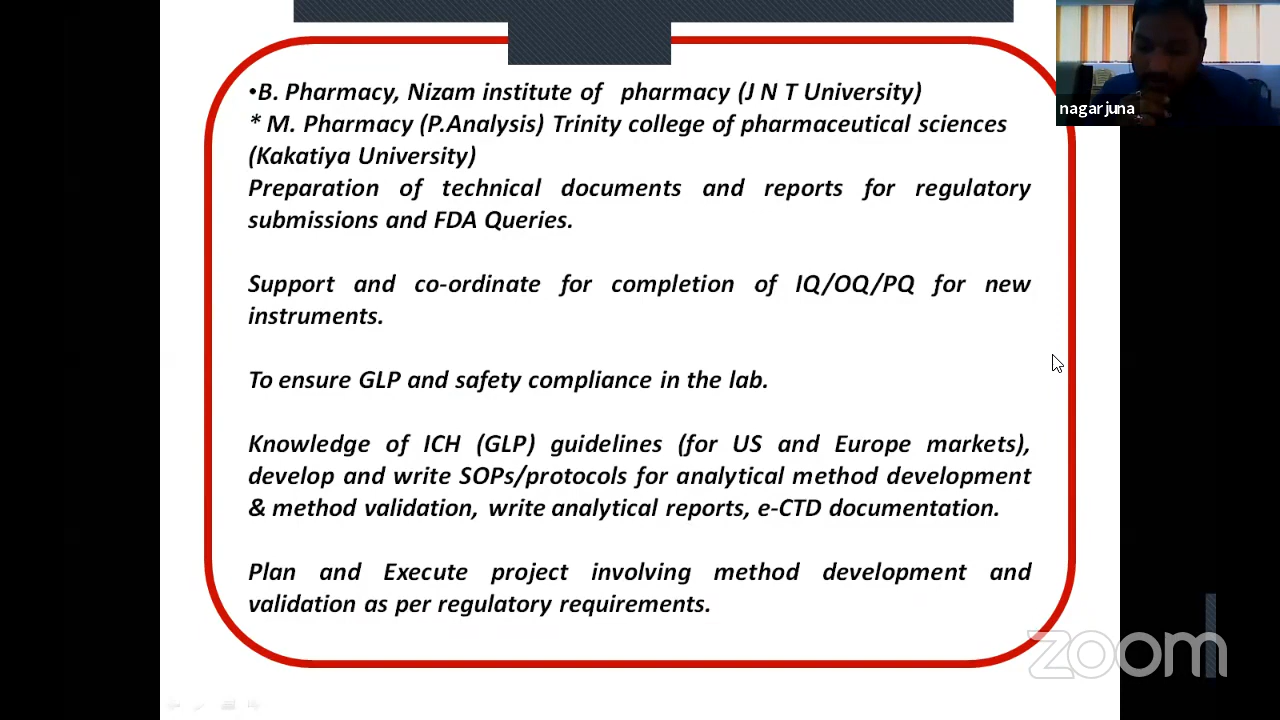 •B. Pharmacy, Nizam institute of pharmacy (J N T University)
* M. Pharmacy (P.Analysis) Trinity college of pharmaceutical sciences
(Kakatiya University)
Preparation of technical documents and reports for regulatory
submissions and FDA Queries.
Support and co-ordinate for completion of IQ/OQ/PQ for new
instruments.
To ensure GLP and safety compliance in the lab.
Knowledge of ICH (GLP) guidelines (for US and Europe markets),
develop and write SOPs/protocols for analytical method development
& method validation, write analytical reports, e-CTD documentation.
Plan and Execute project involving method development and
validation as per regulatory requirements.
nagarjuna
zoom